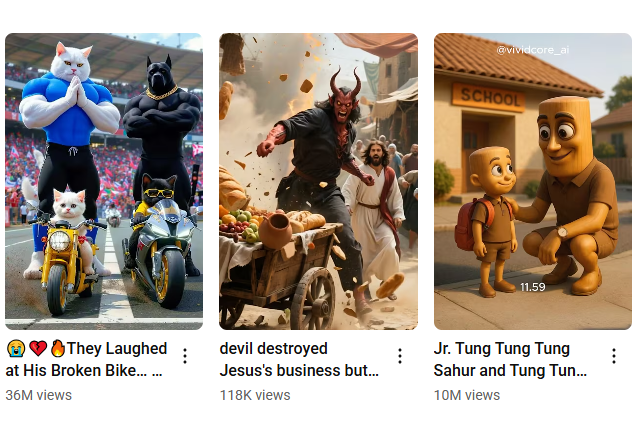 @vividcore_ai
SCHOOL
11.59
😭💔🔥They Laughed
at His Broken Bike... ...
36M views
devil destroyed
Jesus's business but...
118K views
Jr. Tung Tung Tung
Sahur and Tung Tun...
10M views